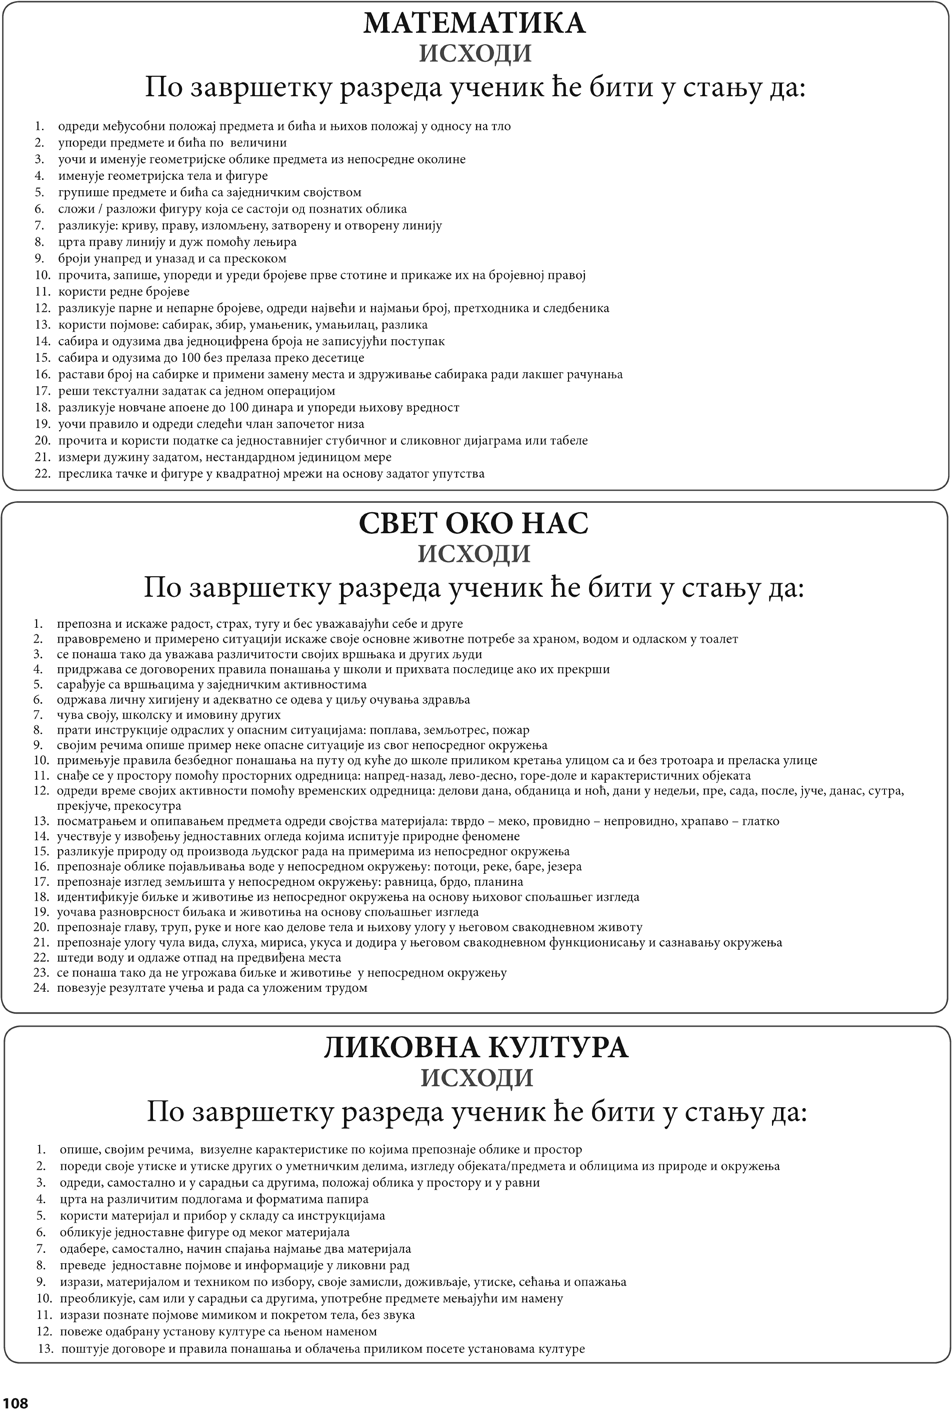 МАТЕМАТИКА
ИСХОДИ
По завршетку разреда ученик ће бити у стању да:
1. одреди међусобни положај предмета и бића и њихов положај у односу на тло
2. упореди предмете и бића по величини
3. уочи и именује геометријске облике предмета из непосредне околине
4. именује геометријска тела и фигуре
5. групише предмете и бића са заједничким својством
6. сложи / разложи фигуру која се састоји од познатих облика
7. разликује: криву, праву, изломљену, затворену и отворену линију
8. црта праву линију и дуж помоћу лењира
9. броји унапред и уназад и са прескоком
10. прочита, запише, упореди и уреди бројеве прве стотине и прикаже их на бројевној правој
11. користи редне бројеве
12. разликује парне и непарне бројеве, одреди највећи и најмањи број, претходника и следбеника
13. користи појмове: сабирак, збир, умањеник, умањилац, разлика
14. сабира и одузима два једноцифрена броја не записујући поступак
15. сабира и одузима до 100 без прелаза преко десетице
16. растави број на сабирке и примени замену места и здруживање сабирака ради лакшег рачунања
17. реши текстуални задатак са једном операцијом
18. разликује новчане апоене до 100 динара и упореди њихову вредност
19. уочи правило и одреди следећи члан започетог низа
20. прочита и користи податке са једноставнијег стубичног и сликовног дијаграма или табеле
21. измери дужину задатом, нестандардном јединицом мере
22. преслика тачке и фигуре у квадратној мрежи на основу задатог упутства
СВЕТ ОКО НАС
ИСХОДИ
По завршетку разреда ученик ће бити у стању да:
1. препозна и искаже радост, страх, тугу и бес уважавајући себе и друге
2. правовремено и примерено ситуацији искаже своје основне животне потребе за храном, водом и одласком у тоалет
3. се понаша тако да уважава различитости својих вршњака и других људи
4. придржава се договорених правила понашања у школи и прихвата последице ако их прекрши
5. сарађује са вршњацима у заједничким активностима
6. одржава личну хигијену и адекватно се одева у циљу очувања здравља
7. чува своју, школску и имовину других
8. прати инструкције одраслих у опасним ситуацијама: поплава, земљотрес, пожар
9. својим речима опише пример неке опасне ситуације из свог непосредног окружења
10. примењује правила безбедног понашања на путу од куће до школе приликом кретања улицом са и без тротоара и преласка улице
11. снађе се у простору помоћу просторних одредница: напред-назад, лево-десно, горе-доле и карактеристичних објеката
12. одреди време својих активности помоћу временских одредница: делови дана, обданица и ноћ, дани у недељи, пре, сада, после, јуче, данас, сутра,
прекјуче, прекосутра
13. посматрањем и опипавањем предмета одреди својства материјала: тврдо – меко, провидно – непровидно, храпаво – глатко
14. учествује у извођењу једноставних огледа којима испитује природне феномене
15. разликује природу од производа људског рада на примерима из непосредног окружења
16. препознаје облике појављивања воде у непосредном окружењу: потоци, реке, баре, језера
17. препознаје изглед земљишта у непосредном окружењу: равница, брдо, планина
18. идентификује биљке и животиње из непосредног окружења на основу њиховог спољашњег изгледа
19. уочава разноврсност биљака и животиња на основу спољашњег изгледа
20. препознаје главу, труп, руке и ноге као делове тела и њихову улогу у његовом свакодневном животу
21. препознаје улогу чула вида, слуха, мириса, укуса и додира у његовом свакодневном функционисању и сазнавању окружења
22. штеди воду и одлаже отпад на предвиђена места
23. се понаша тако да не угрожава биљке и животиње у непосредном окружењу
24. повезује резултате учења и рада са уложеним трудом
ЛИКОВНА КУЛТУРА
ИСХОДИ
По завршетку разреда ученик ће бити у стању да:
1. опише, својим речима, визуелне карактеристике по којима препознаје облике и простор
2. пореди своје утиске и утиске других о уметничким делима, изгледу објеката/предмета и облицима из природе и окружења
3. одреди, самостално и у сарадњи са другима, положај облика у простору и у равни
4. црта на различитим подлогама и форматима папира
5. користи материјал и прибор у складу са инструкцијама
6. обликује једноставне фигуре од меког материјала
7. одабере, самостално, начин спајања најмање два материјала
8. преведе једноставне појмове и информације у ликовни рад
9. изрази, материјалом и техником по избору, своје замисли, доживљаје, утиске, сећања и опажања
10. преобликује, сам или у сарадњи са другима, употребне предмете мењајући им намену
11. изрази познате појмове мимиком и покретом тела, без звука
12. повеже одабрану установу културе са њеном наменом
13. поштује договоре и правила понашања и облачења приликом посете установама културе
108